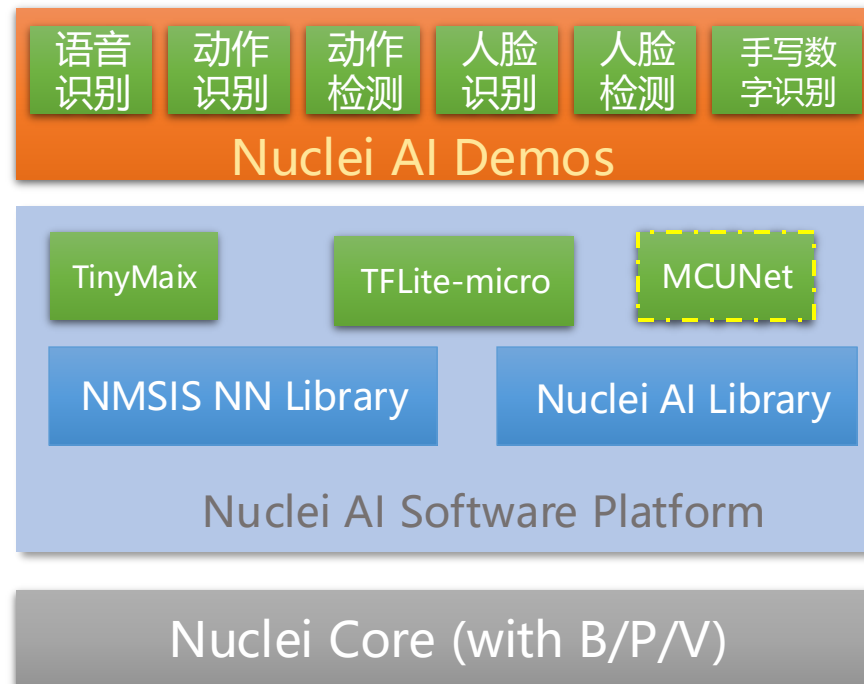 语音
识别
动作
识别
动作
检测
人脸
识别
人脸
检测
手写数
字识别
Nuclei AI Demos
TinyMaix
TFLite-micro
MCUNet
NMSIS NN Library
Nuclei AI Library
Nuclei AI Software Platform
Nuclei Core (with B/P/V)